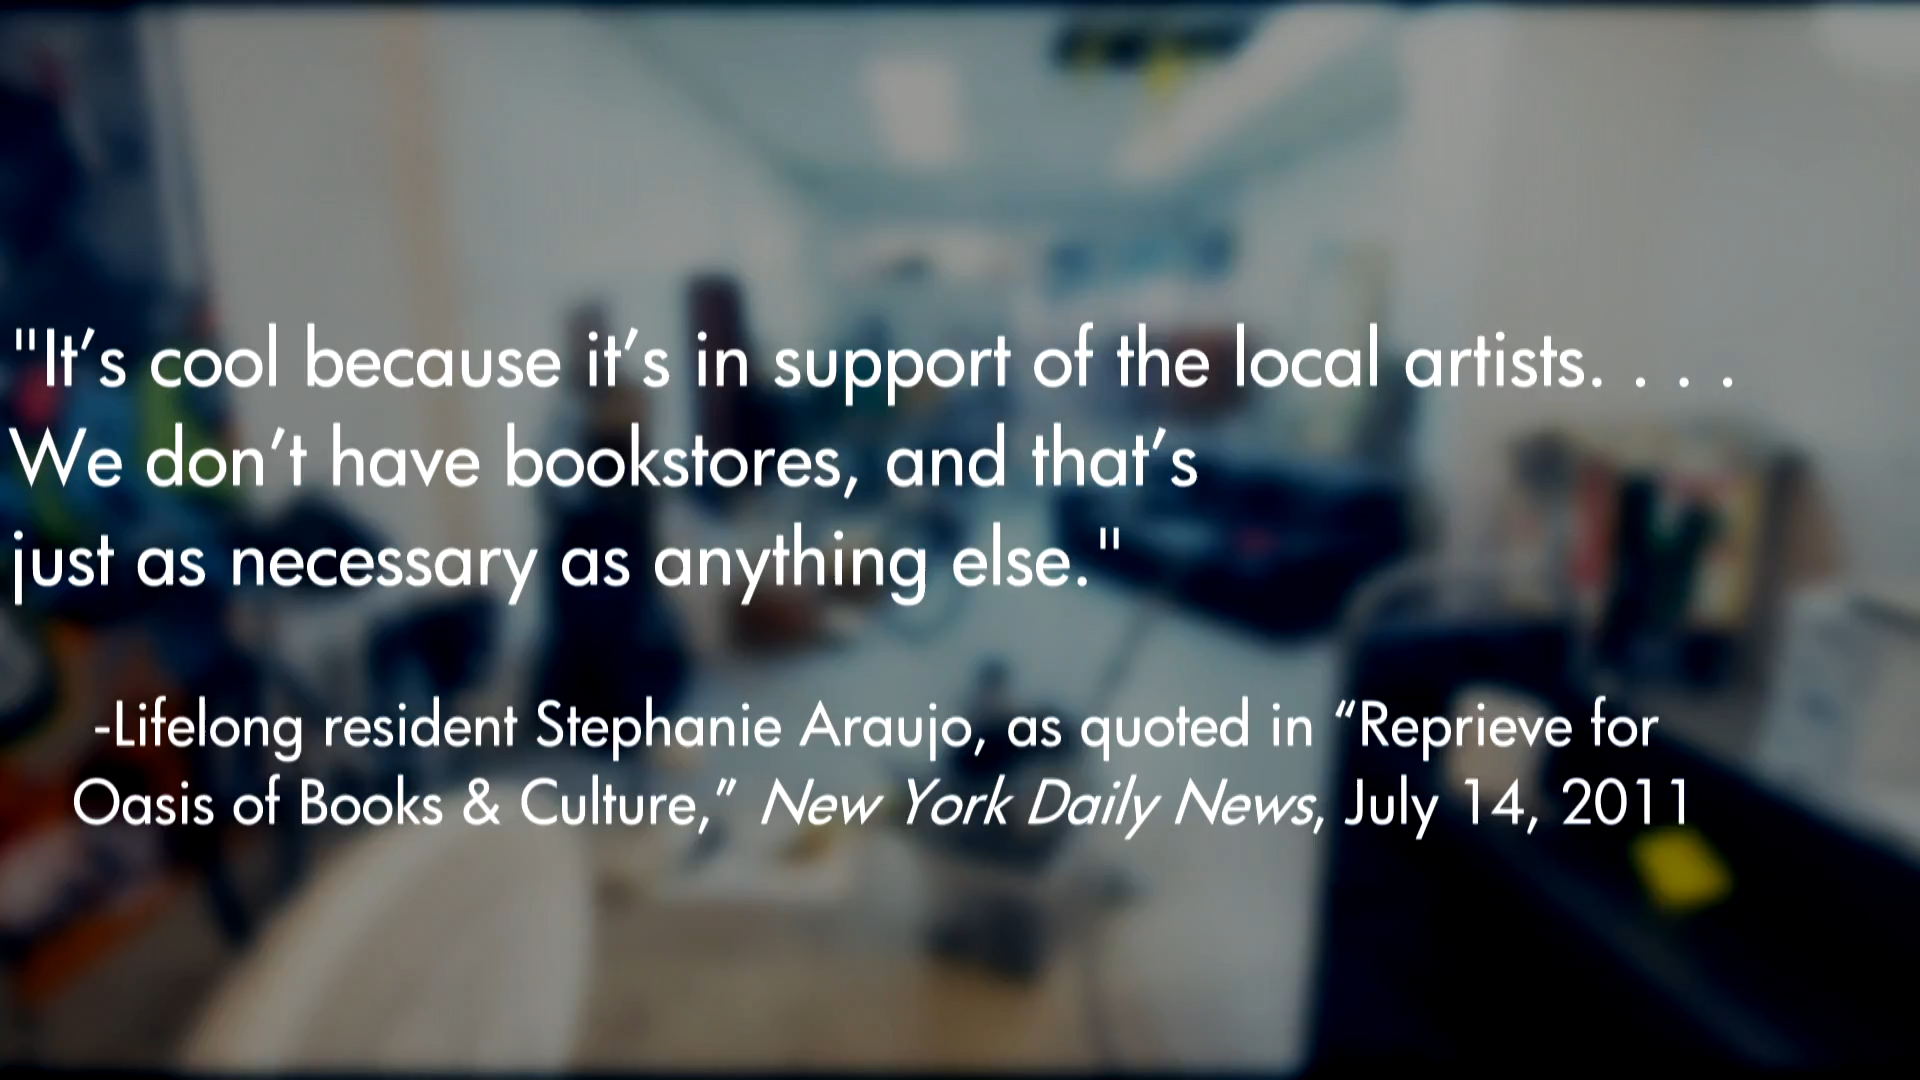 "It’s cool because it’s in support of the local artists. . . .
We don’t have bookstores, and that’s
just as necessary as anything else."
-Lifelong resident Stephanie Araujo, as quoted in “Reprieve for
Oasis of Books & Culture,” New York Daily News, July 14, 2011